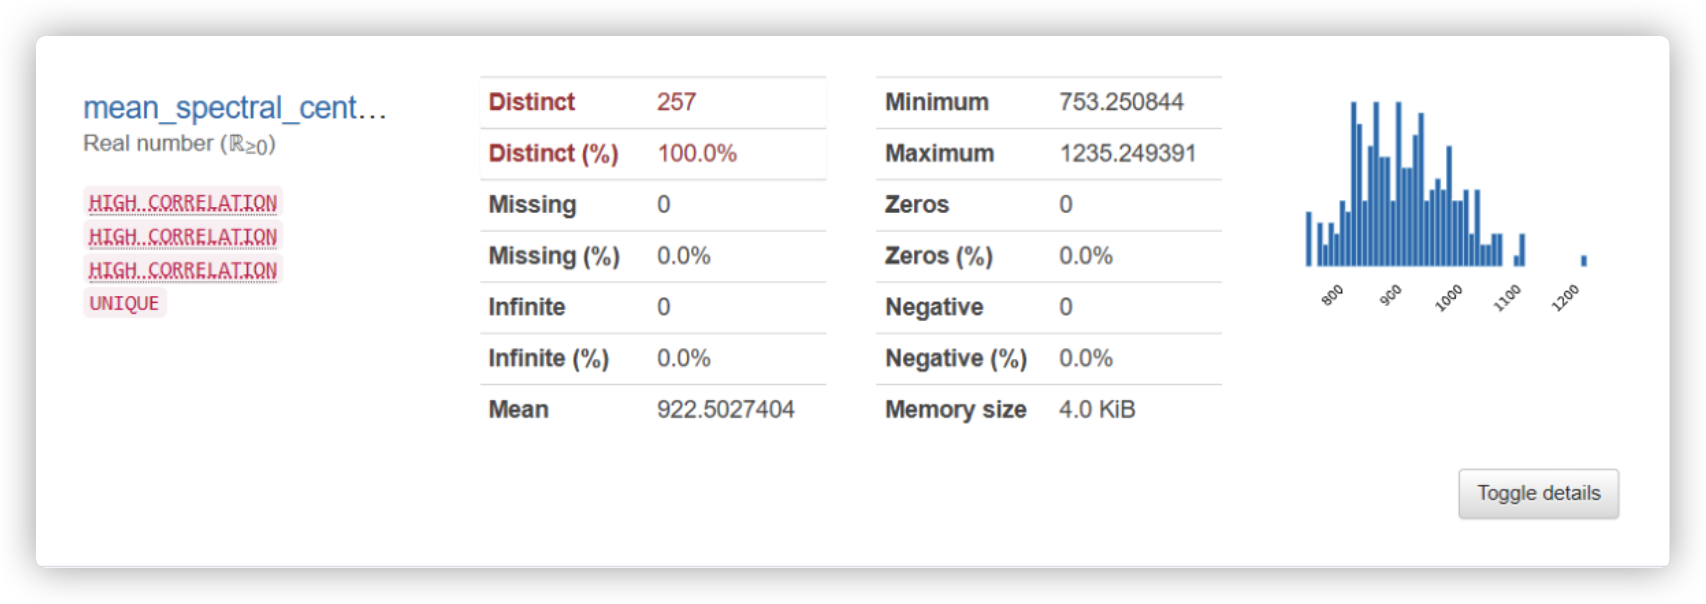 mean_spectral_cent...
Real number (ℝ≥0)
HIGH CORRELATION
HIGH CORRELATION
HIGH CORRELATION
UNIQUE
Distinct 257
Distinct (%) 100.0%
Missing 0
Missing (%) 0.0%
Infinite 0
Infinite (%) 0.0%
Mean 922.5027404
Minimum 753.250844
Maximum 1235.249391
Zeros 0
Zeros (%) 0.0%
Negative 0
Negative (%) 0.0%
Memory size 4.0 KiB
800 900 1000 1100 1200
Toggle details